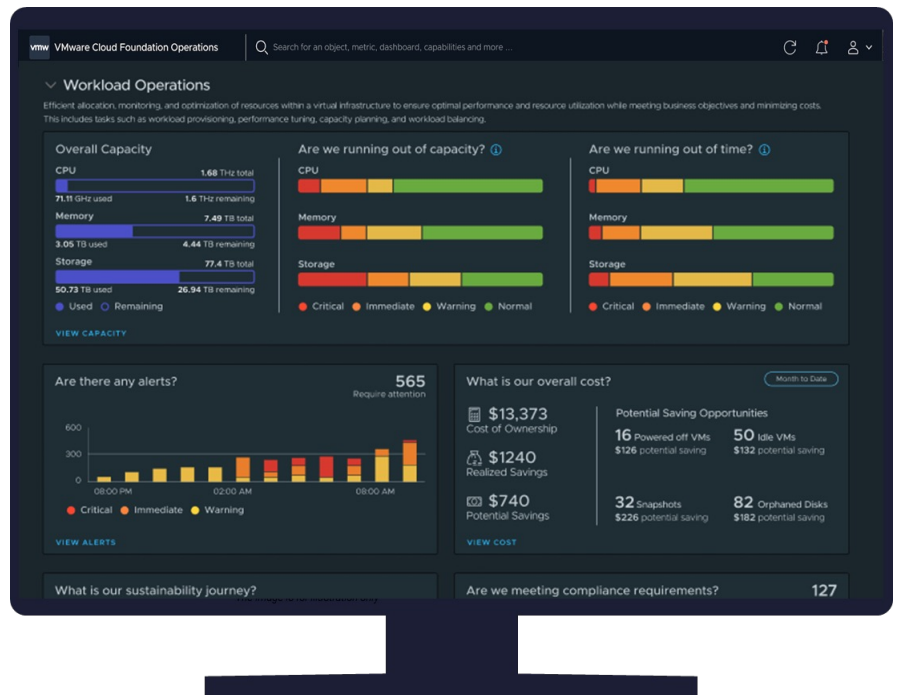 vmw VMware Cloud Foundation Operations
Search for an object, metric, dashboard, capabilities and more ...
Workload Operations
Efficient allocation, monitoring, and optimization of resources within a virtual infrastructure to ensure optimal performance and resource utilization while meeting business objectives and minimizing costs.
This includes tasks such as workload provisioning, performance tuning, capacity planning, and workload balancing.
Overall Capacity
CPU
1.68 THz total
71.11 GHz used
1.6 THz remaining
Memory
7.49 TB total
3.05 TB used
4.44 TB remaining
Storage
77.4 TB total
50.73 TB used
26.94 TB remaining
Used Remaining
VIEW CAPACITY
Are we running out of capacity?
CPU
Memory
Storage
Critical Immediate Warning Normal
Are we running out of time?
CPU
Memory
Storage
Critical Immediate Warning Normal
Are there any alerts?
565
Require attention
600
300
0
08:00 PM 02:00 AM 08:00 AM
Critical Immediate Warning
VIEW ALERTS
What is our overall cost?
Month to Date
$13,373
Cost of Ownership
$1240
Realized Savings
$740
Potential Savings
VIEW COST
Potential Saving Opportunities
16 Powered off VMs
$126 potential saving
50 Idle VMs
$132 potential saving
32 Snapshots
$226 potential saving
82 Orphaned Disks
$182 potential saving
What is our sustainability journey?
Are we meeting compliance requirements?
127